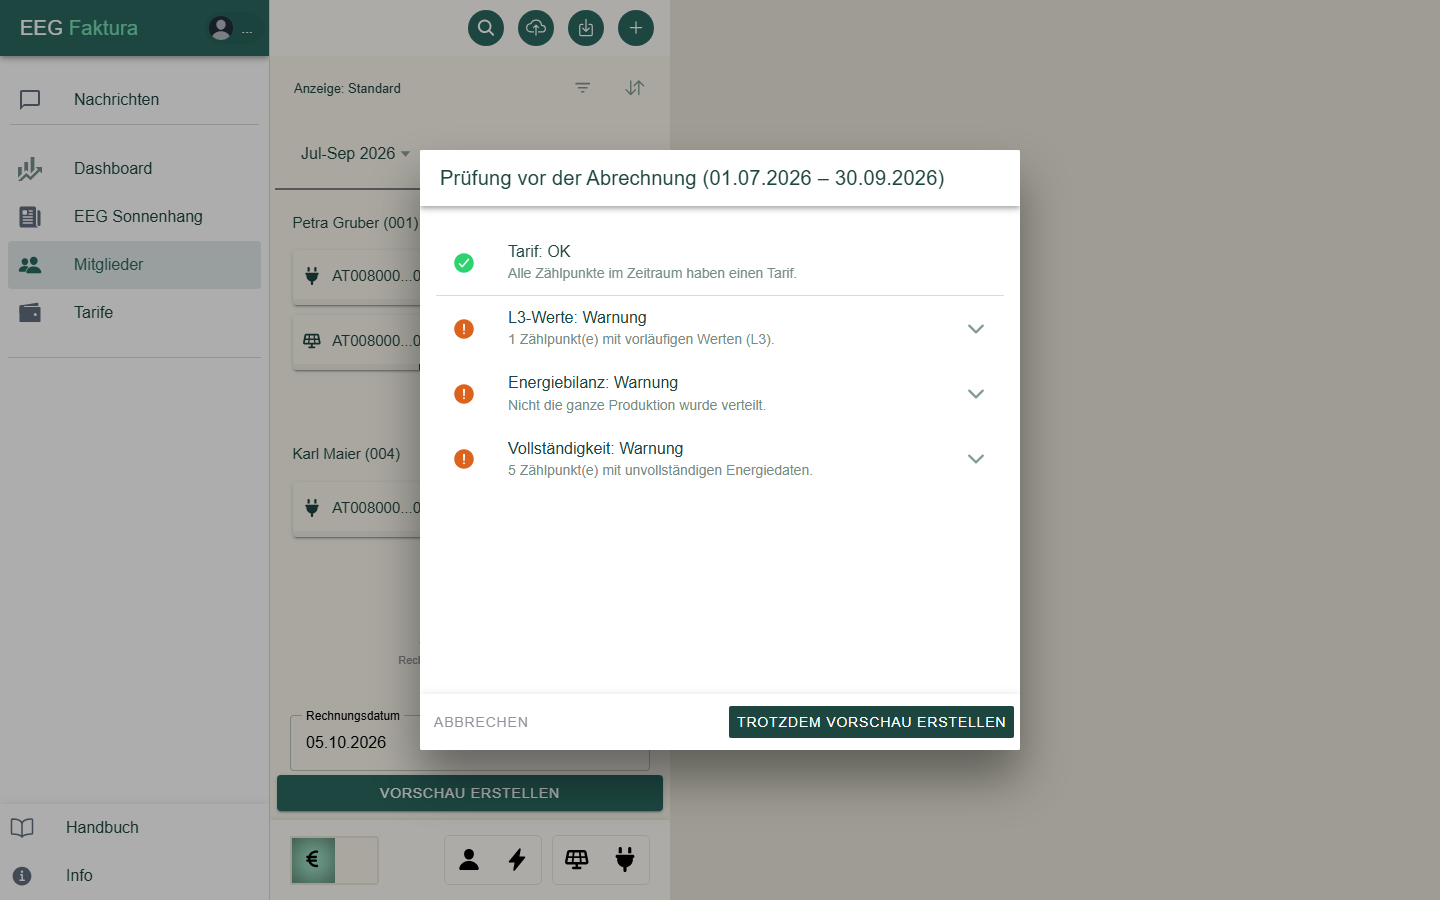 EEG Faktura
...
Nachrichten
Dashboard
EEG Sonnenhang
Mitglieder
Tarife
Handbuch
Info
Anzeige: Standard
Jul-Sep 2026
Petra Gruber (001)
AT008000...0
AT008000...0
Karl Maier (004)
AT008000...0
Rechnungsdatum
05.10.2026
VORSCHAU ERSTELLEN
€
Prüfung vor der Abrechnung (01.07.2026 – 30.09.2026)
Tarif: OK
Alle Zählpunkte im Zeitraum haben einen Tarif.
L3-Werte: Warnung
1 Zählpunkt(e) mit vorläufigen Werten (L3).
Energiebilanz: Warnung
Nicht die ganze Produktion wurde verteilt.
Vollständigkeit: Warnung
5 Zählpunkt(e) mit unvollständigen Energiedaten.
ABBRECHEN
TROTZDEM VORSCHAU ERSTELLEN